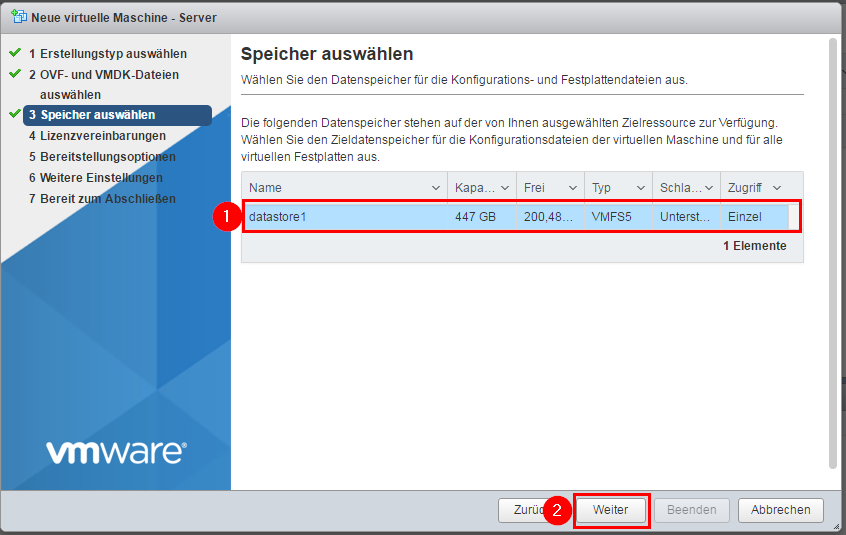 Neue virtuelle Maschine - Server
1 Erstellungstyp auswählen
2 OVF- und VMDK-Dateien
auswählen
3 Speicher auswählen
4 Lizenzvereinbarungen
5 Bereitstellungsoptionen
6 Weitere Einstellungen
7 Bereit zum Abschließen
vmware®
Speicher auswählen
Wählen Sie den Datenspeicher für die Konfigurations- und Festplattendateien aus.
Die folgenden Datenspeicher stehen auf der von Ihnen ausgewählten Zielressource zur Verfügung.
Wählen Sie den Zieldatenspeicher für die Konfigurationsdateien der virtuellen Maschine und für alle
virtuellen Festplatten aus.
Name Kapa... Frei Typ Schla... Zugriff
1 datastore1 447 GB 200,48... VMFS5 Unterst... Einzel
1 Elemente
2 Weiter Beenden Abbrechen